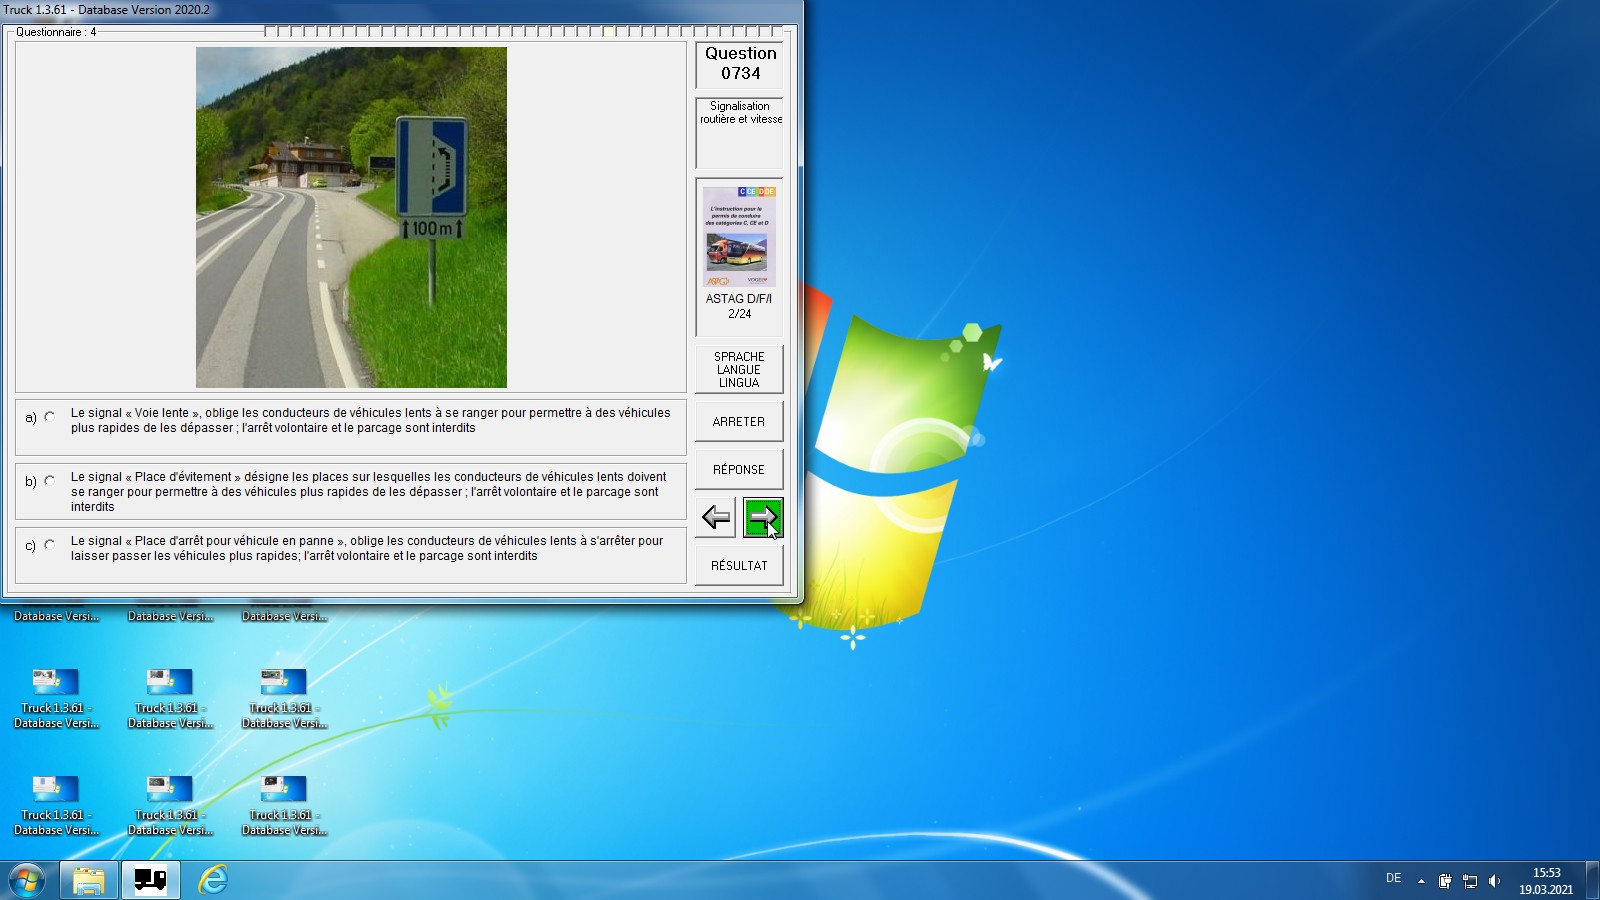 Truck 1.3.61 - Database Version 2020.2
Questionnaire : 4
100 m
Question
0734
Signalisation
routière et vitesse
C CE D DE
L'instruction pour le
permis de conduire
des catégories C, CE et D
ASTAG D/F/I
2/24
SPRACHE
LANGUE
LINGUA
ARRETER
RÉPONSE
RÉSULTAT
a) Le signal « Voie lente », oblige les conducteurs de véhicules lents à se ranger pour permettre à des véhicules
plus rapides de les dépasser ; l'arrêt volontaire et le parcage sont interdits
b) Le signal « Place d'évitement » désigne les places sur lesquelles les conducteurs de véhicules lents doivent
se ranger pour permettre à des véhicules plus rapides de les dépasser ; l'arrêt volontaire et le parcage sont
interdits
c) Le signal « Place d'arrêt pour véhicule en panne », oblige les conducteurs de véhicules lents à s'arrêter pour
laisser passer les véhicules plus rapides; l'arrêt volontaire et le parcage sont interdits
Database Versi... Database Versi... Database Versi...
Truck 1.3.61 - Truck 1.3.61 - Truck 1.3.61 -
Database Versi... Database Versi... Database Versi...
Truck 1.3.61 - Truck 1.3.61 - Truck 1.3.61 -
Database Versi... Database Versi... Database Versi...
DE
15:53
19.03.2021